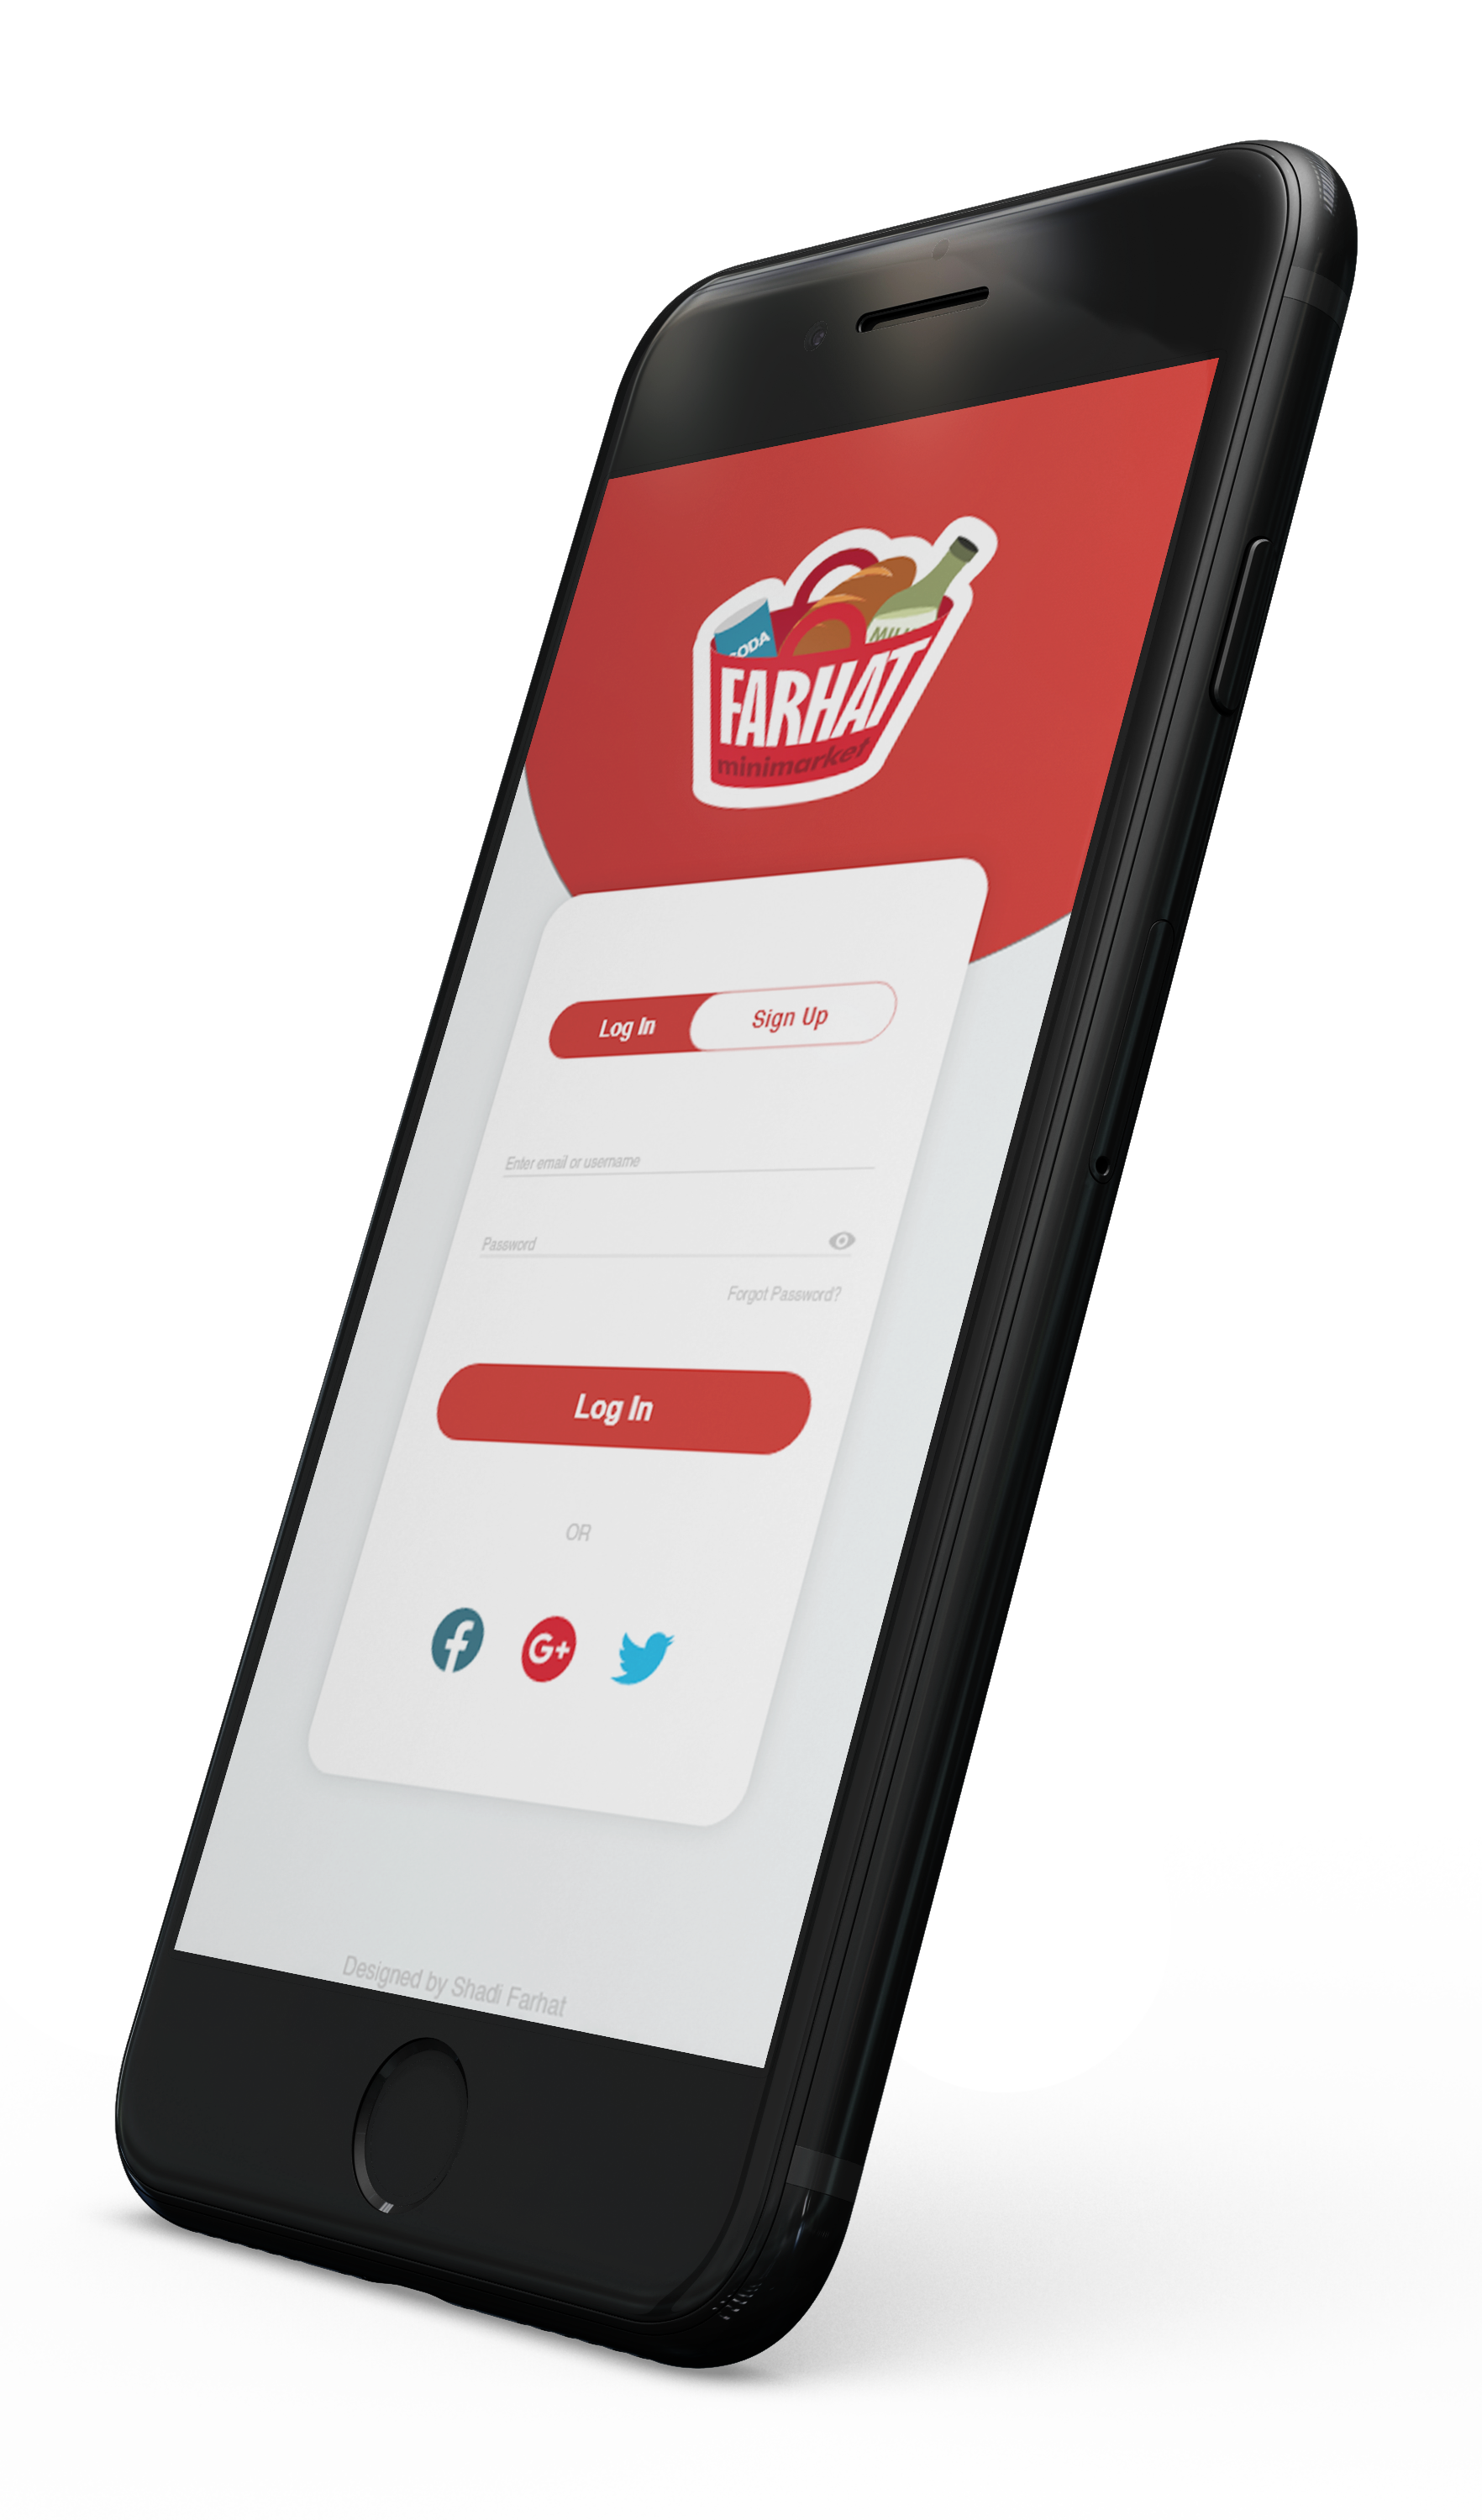 SODA
MILK
FARHAT
minimarket
Log In Sign Up
Enter email or username
Password
Forgot Password?
Log In
OR
G+
Designed by Shadi Farhat